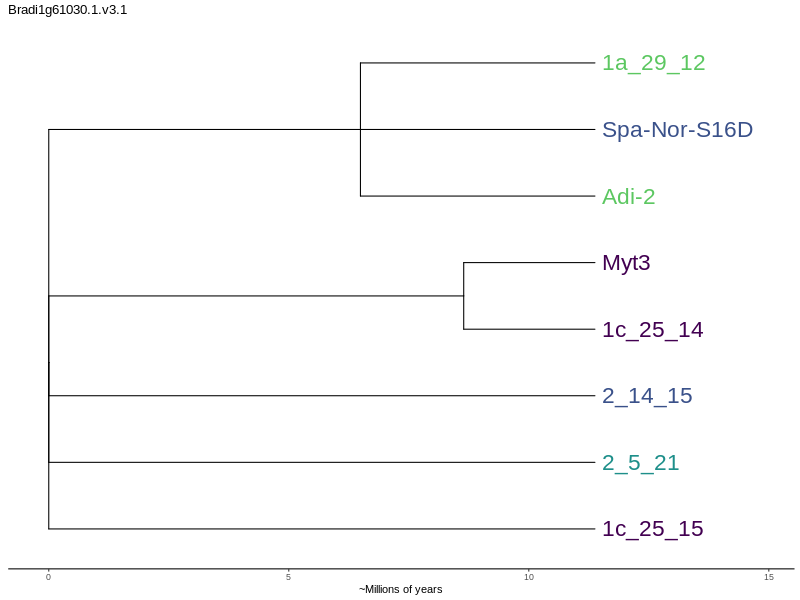 Bradi1g61030.1.v3.1
1a_29_12
Spa-Nor-S16D
Adi-2
Myt3
1c_25_14
2_14_15
2_5_21
1c_25_15
0 5 10 15
~Millions of years